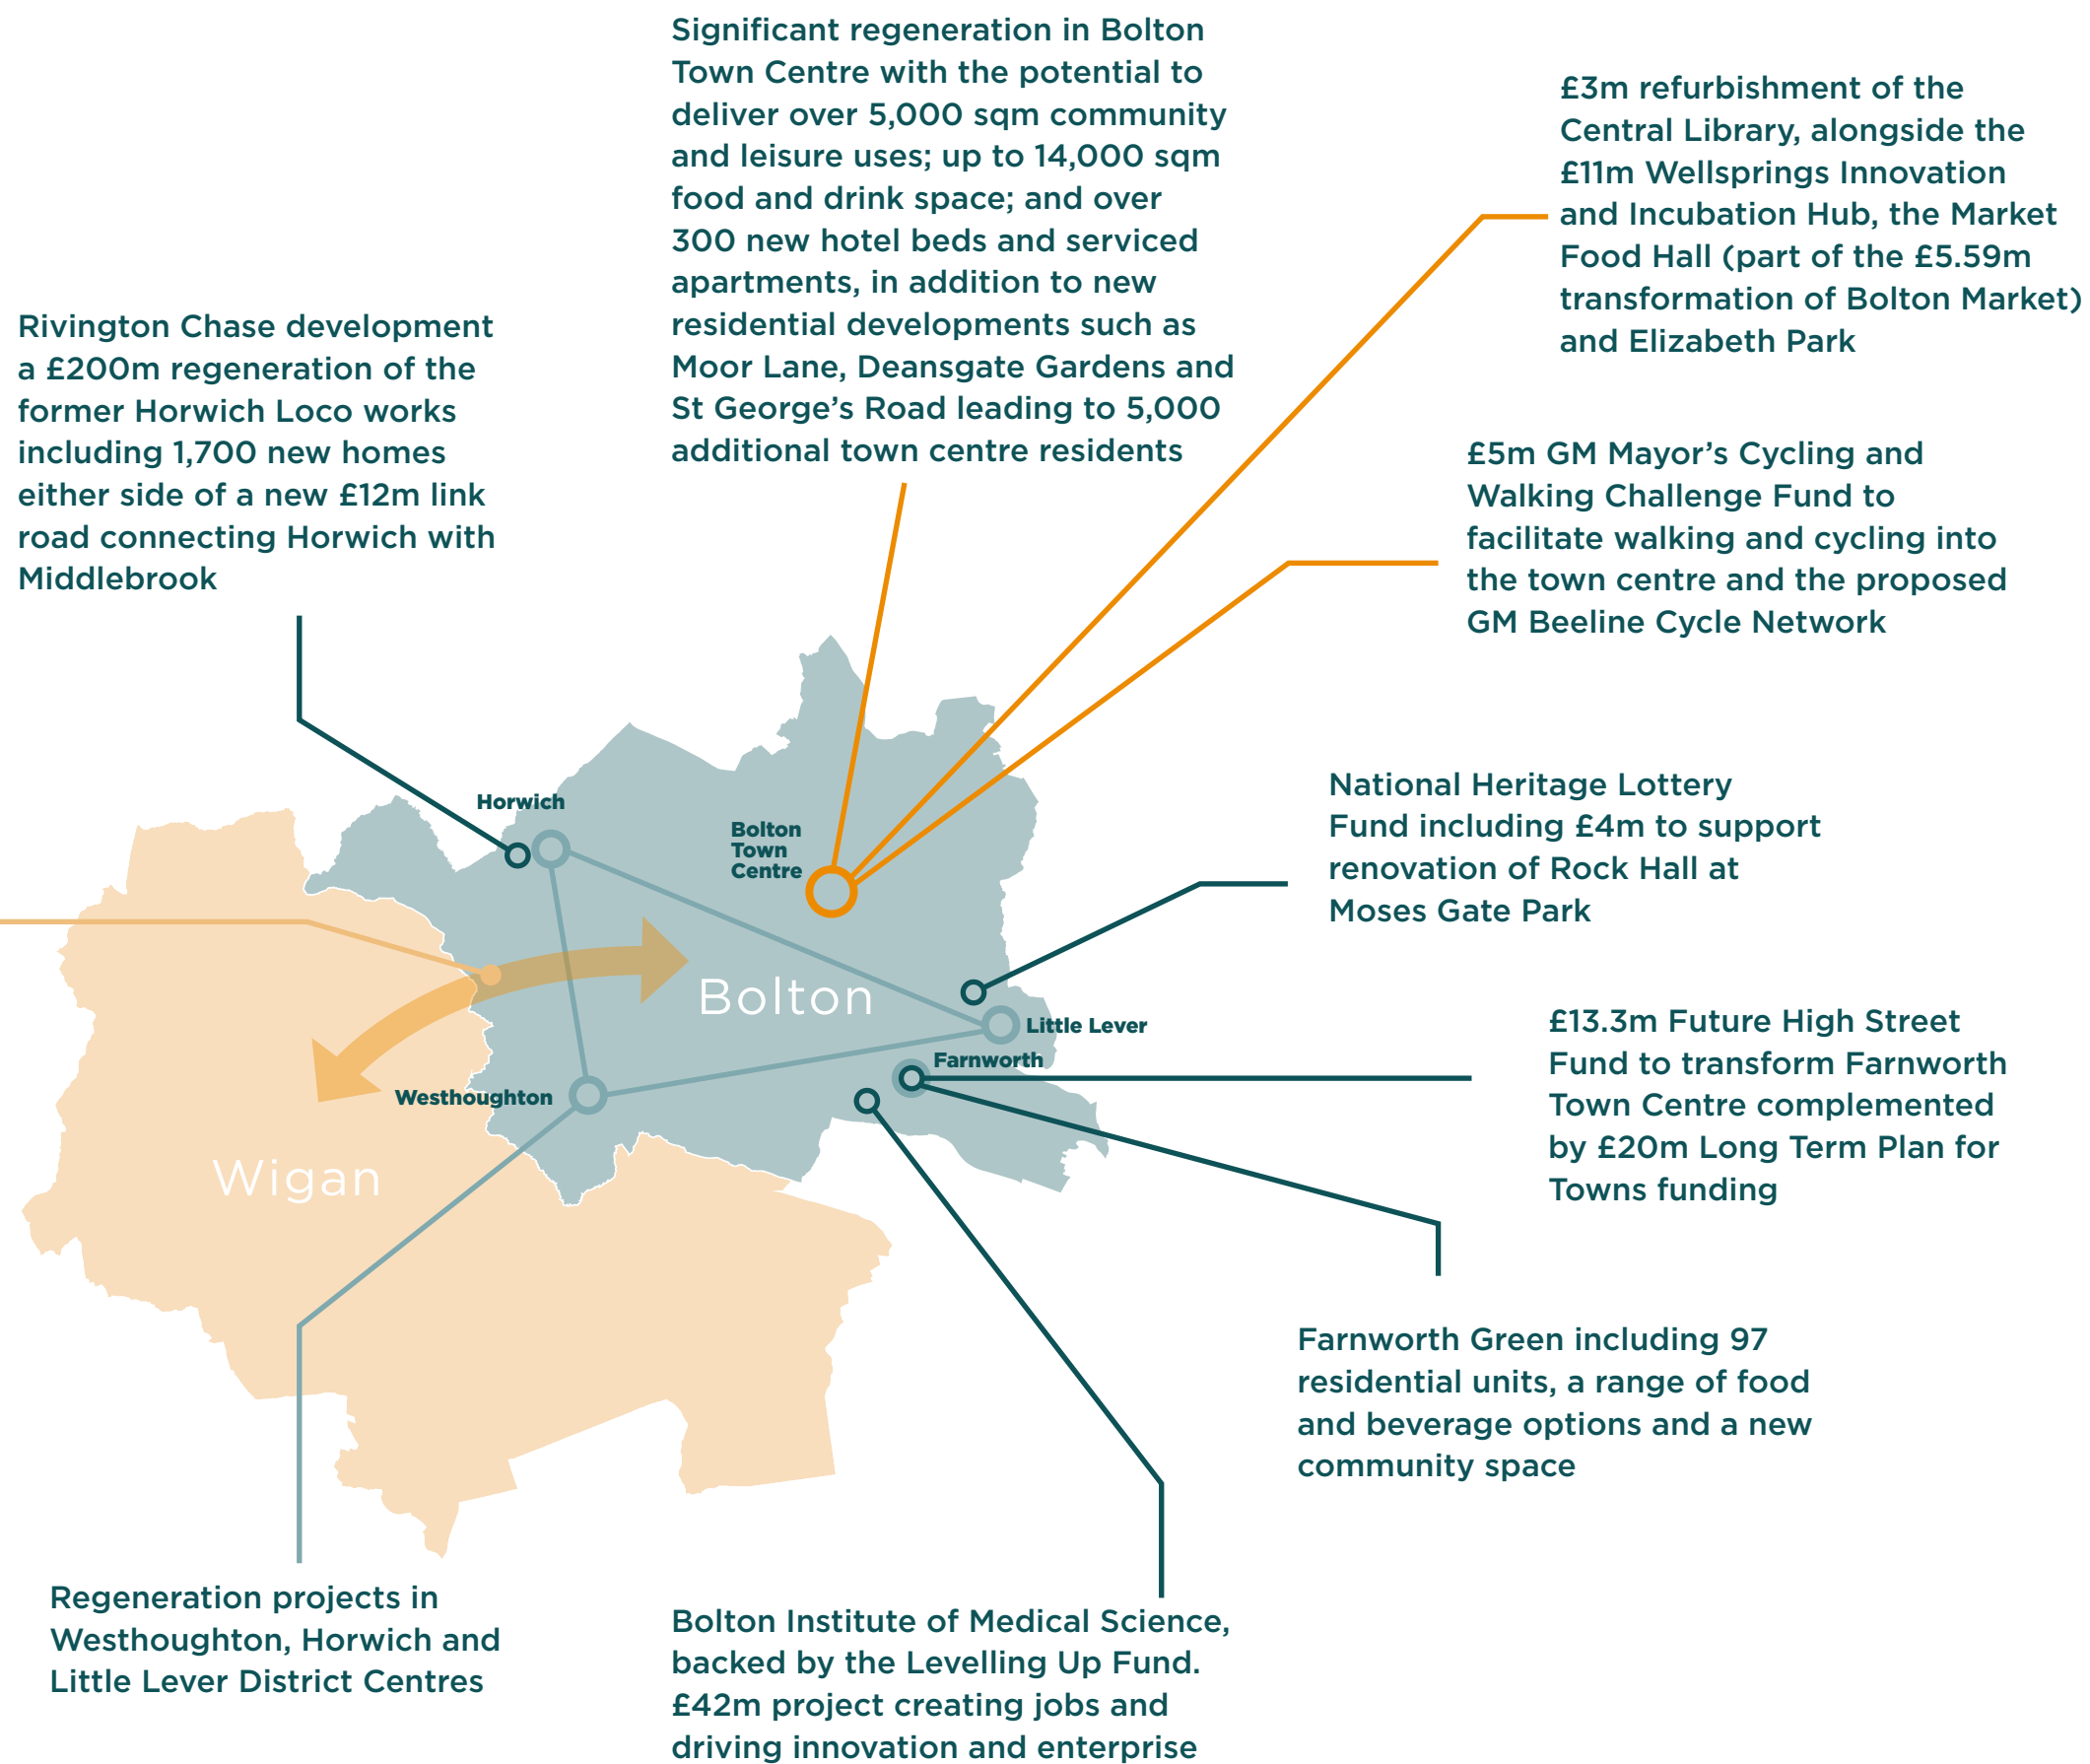 Significant regeneration in Bolton
Town Centre with the potential to
deliver over 5,000 sqm community
and leisure uses; up to 14,000 sqm
food and drink space; and over
300 new hotel beds and serviced
apartments, in addition to new
residential developments such as
Moor Lane, Deansgate Gardens and
St George’s Road leading to 5,000
additional town centre residents
£3m refurbishment of the
Central Library, alongside the
£11m Wellsprings Innovation
and Incubation Hub, the Market
Food Hall (part of the £5.59m
transformation of Bolton Market)
and Elizabeth Park
Rivington Chase development
a £200m regeneration of the
former Horwich Loco works
including 1,700 new homes
either side of a new £12m link
road connecting Horwich with
Middlebrook
£5m GM Mayor’s Cycling and
Walking Challenge Fund to
facilitate walking and cycling into
the town centre and the proposed
GM Beeline Cycle Network
National Heritage Lottery
Fund including £4m to support
renovation of Rock Hall at
Moses Gate Park
Horwich
Bolton
Town
Centre
Bolton
Little Lever
Farnworth
Westhoughton
Wigan
£13.3m Future High Street
Fund to transform Farnworth
Town Centre complemented
by £20m Long Term Plan for
Towns funding
Farnworth Green including 97
residential units, a range of food
and beverage options and a new
community space
Regeneration projects in
Westhoughton, Horwich and
Little Lever District Centres
Bolton Institute of Medical Science,
backed by the Levelling Up Fund.
£42m project creating jobs and
driving innovation and enterprise